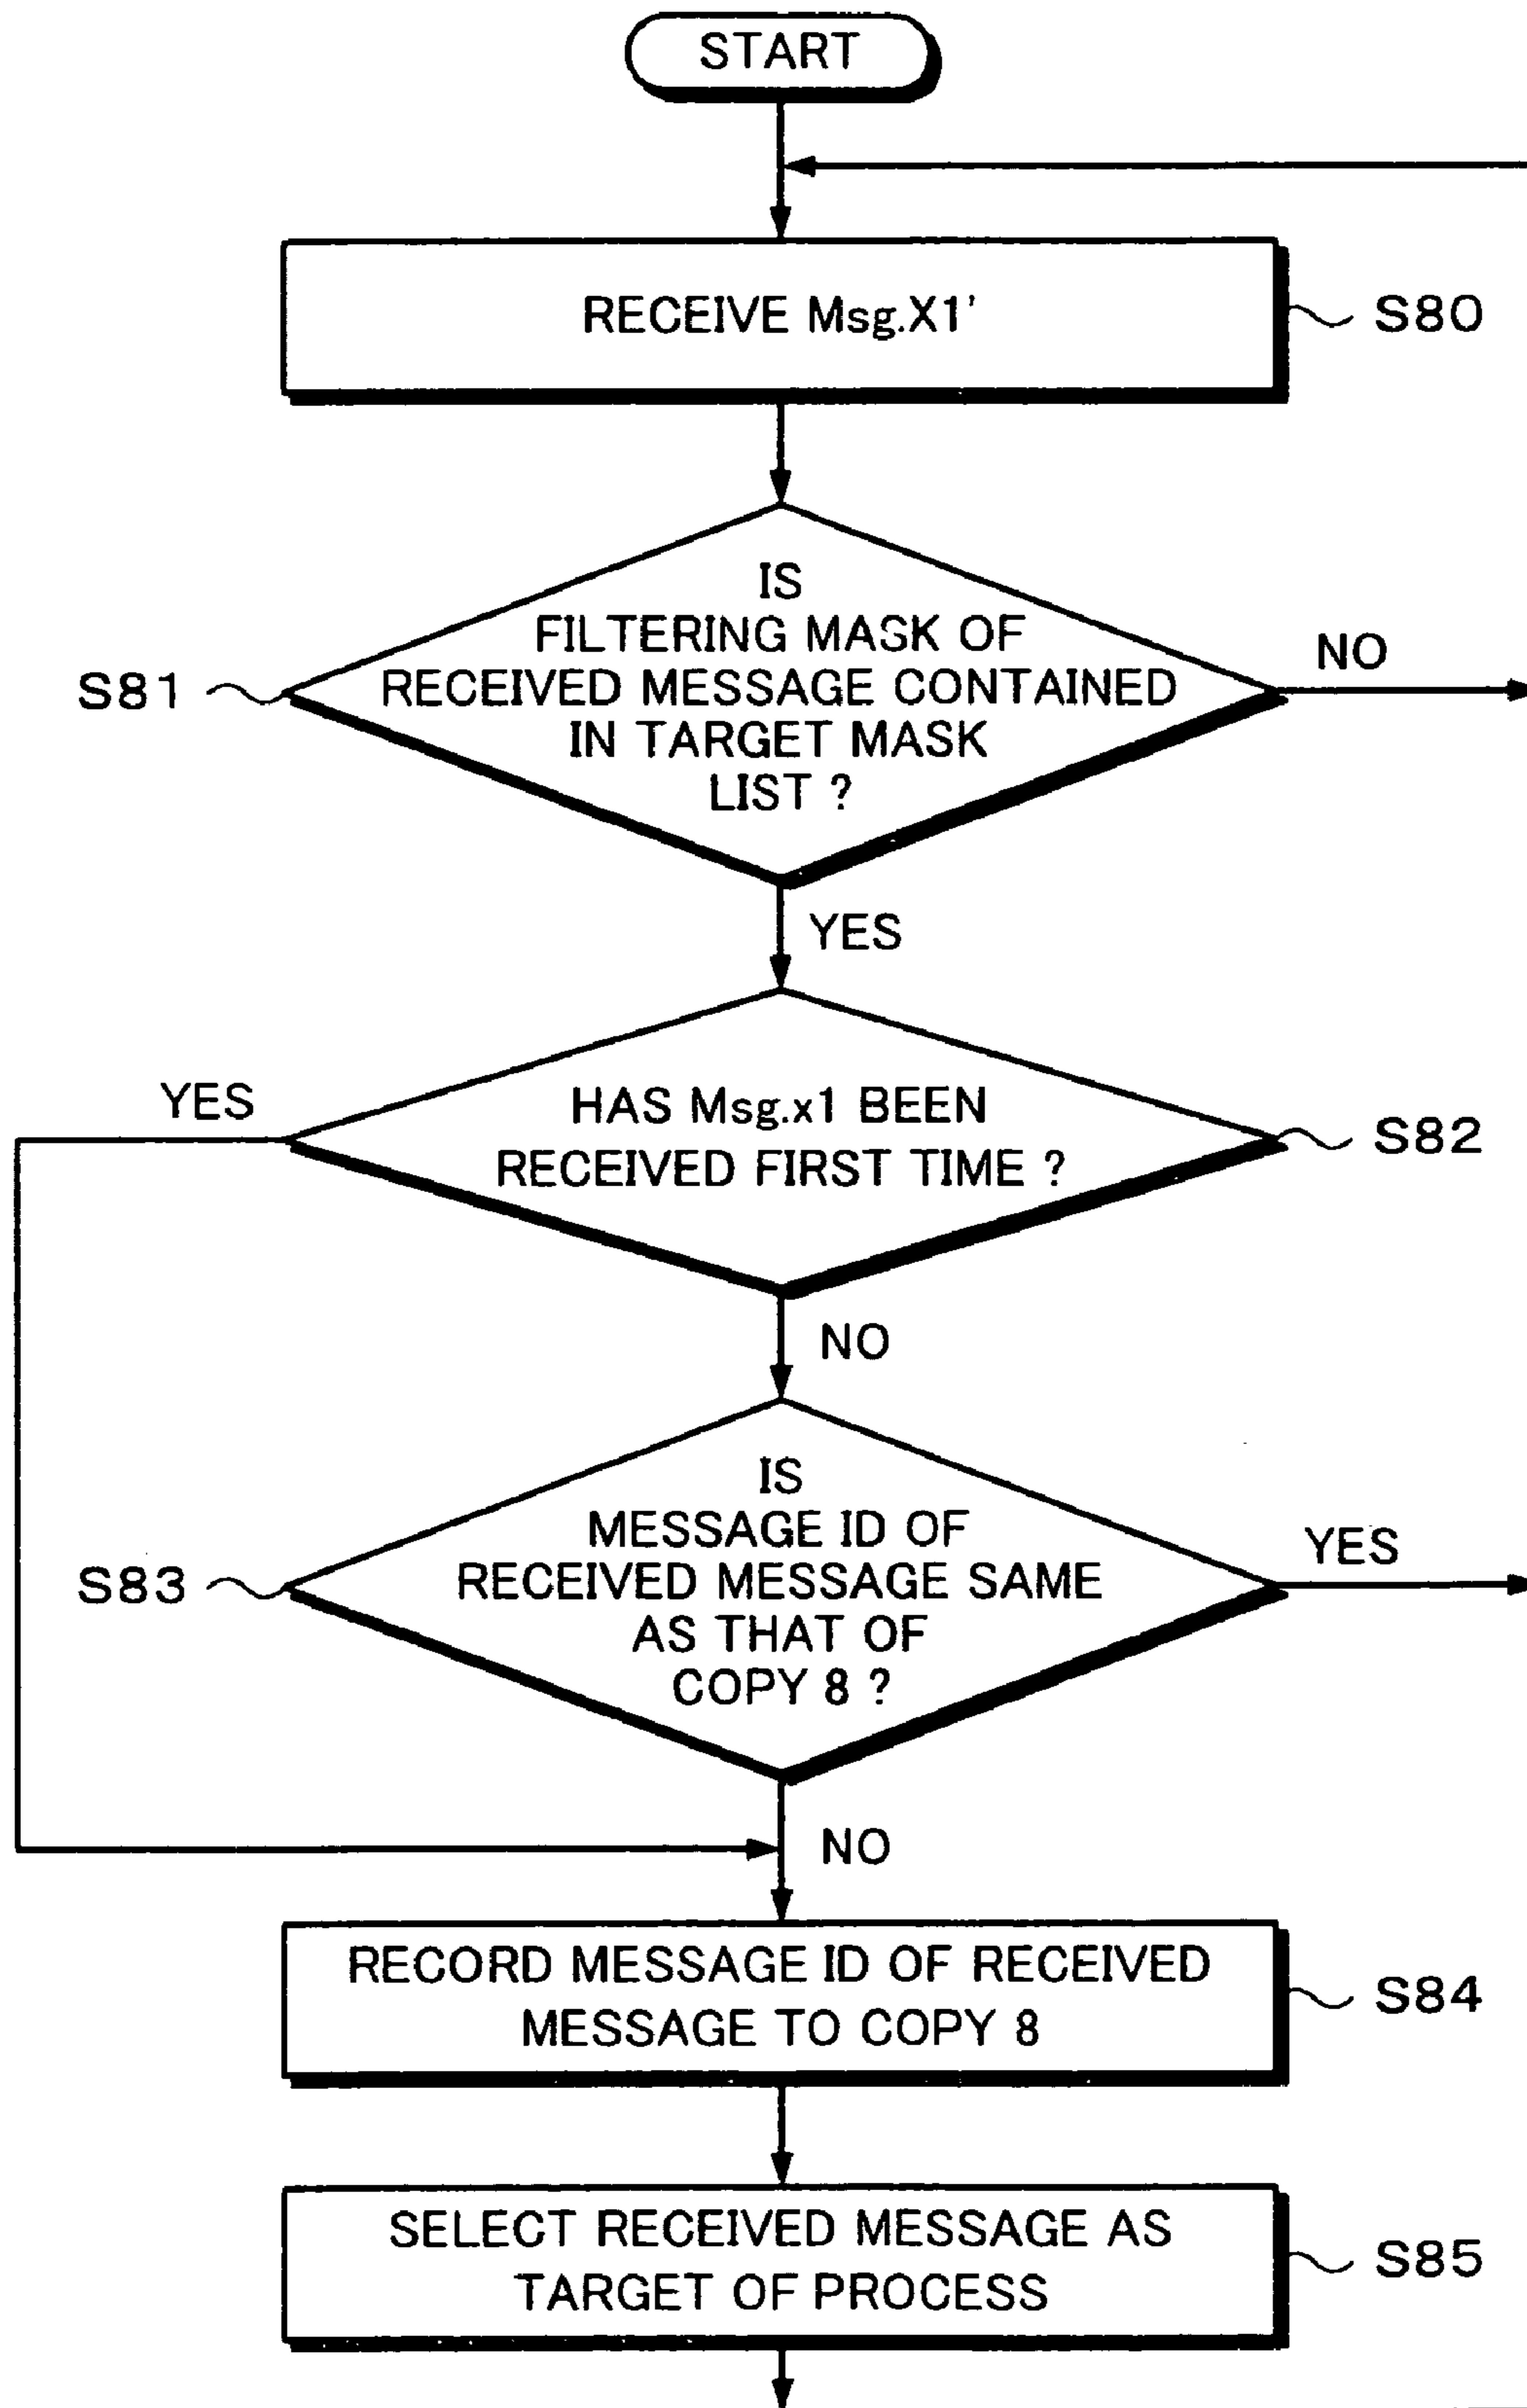 START
RECEIVE Msg.X1'
S80
IS
FILTERING MASK OF
RECEIVED MESSAGE CONTAINED
IN TARGET MASK
LIST ?
S81
NO
YES
HAS Msg.x1 BEEN
RECEIVED FIRST TIME ?
YES
S82
NO
IS
MESSAGE ID OF
RECEIVED MESSAGE SAME
AS THAT OF
COPY 8 ?
S83
YES
NO
RECORD MESSAGE ID OF RECEIVED
MESSAGE TO COPY 8
S84
SELECT RECEIVED MESSAGE AS
TARGET OF PROCESS
S85